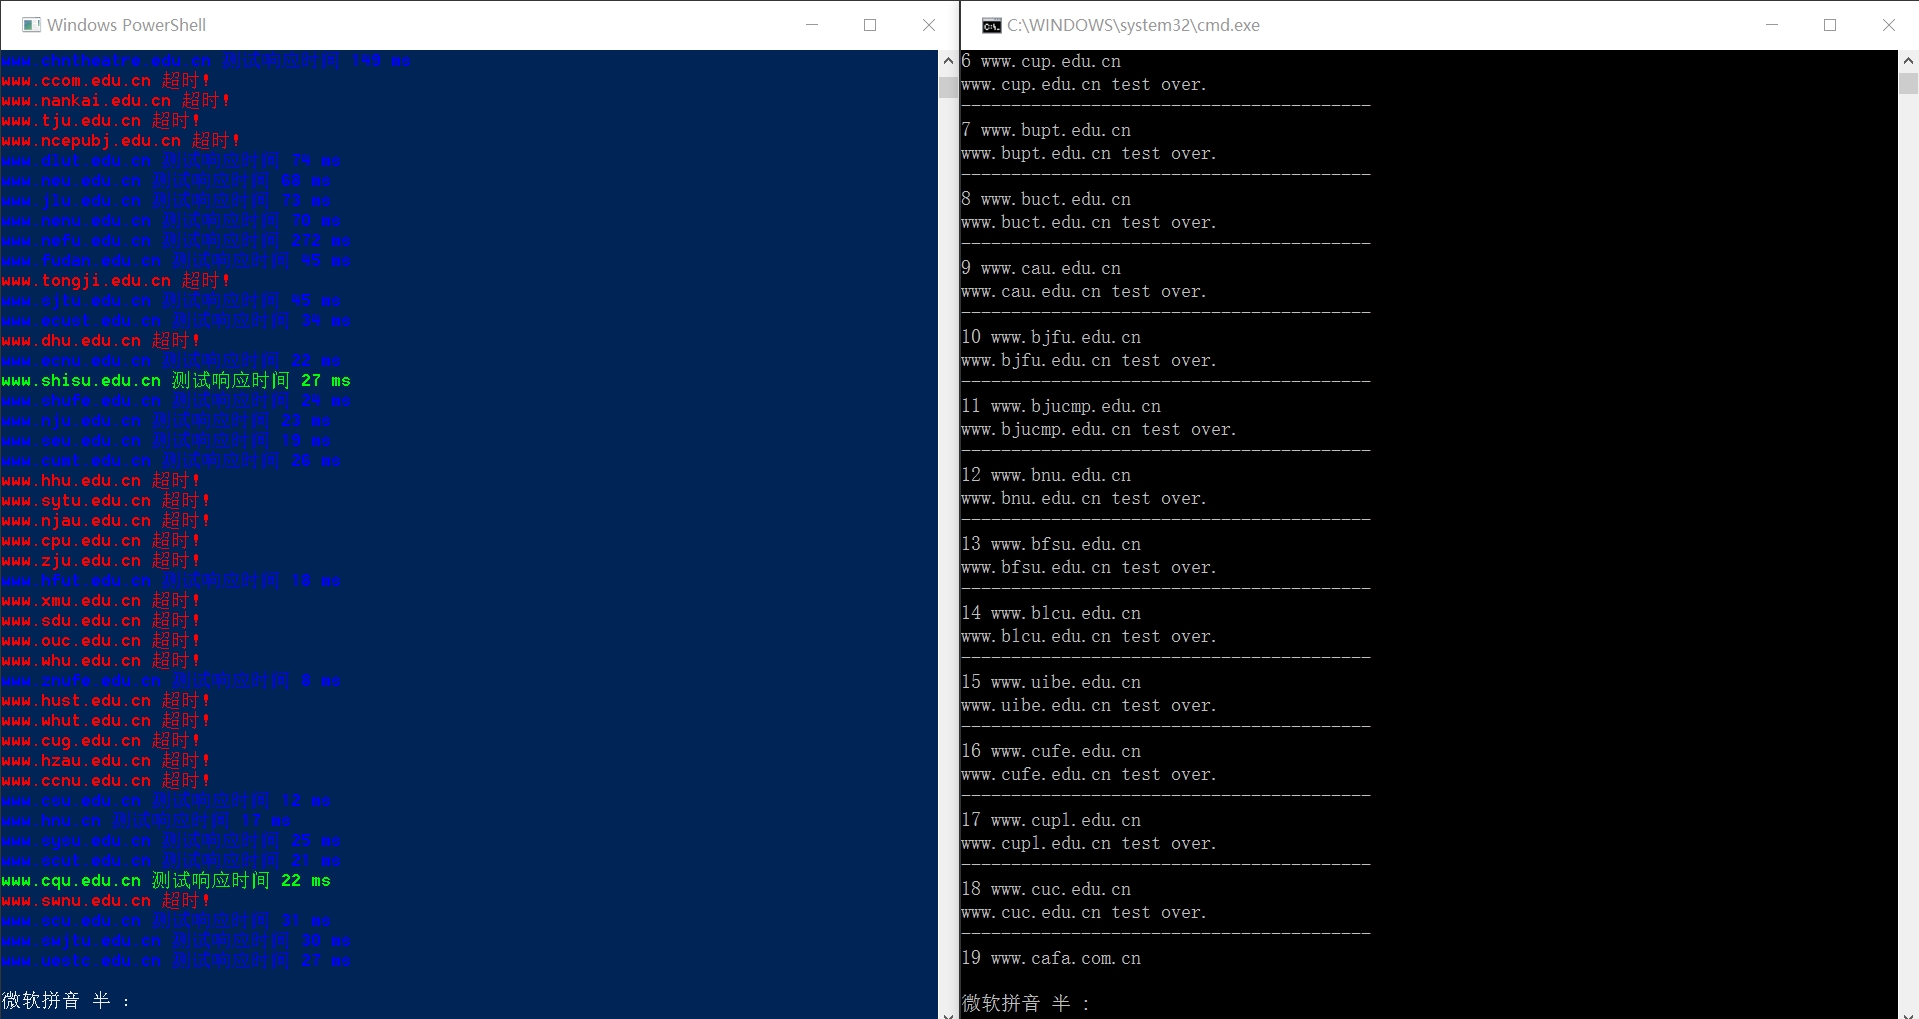 Windows PowerShell
www.chntheatre.edu.cn 测试响应时间 148 ms
www.ccom.edu.cn 超时!
www.nankai.edu.cn 超时!
www.tju.edu.cn 超时!
www.ncepubj.edu.cn 超时!
www.dlut.edu.cn 测试响应时间 74 ms
www.neu.edu.cn 测试响应时间 68 ms
www.jlu.edu.cn 测试响应时间 73 ms
www.nenu.edu.cn 测试响应时间 70 ms
www.nefu.edu.cn 测试响应时间 272 ms
www.fudan.edu.cn 测试响应时间 45 ms
www.tongji.edu.cn 超时!
www.sjtu.edu.cn 测试响应时间 45 ms
www.ecust.edu.cn 测试响应时间 34 ms
www.dhu.edu.cn 超时!
www.ecnu.edu.cn 测试响应时间 22 ms
www.shisu.edu.cn 测试响应时间 27 ms
www.shufe.edu.cn 测试响应时间 24 ms
www.nju.edu.cn 测试响应时间 23 ms
www.seu.edu.cn 测试响应时间 19 ms
www.cumt.edu.cn 测试响应时间 26 ms
www.hhu.edu.cn 超时!
www.sytu.edu.cn 超时!
www.njau.edu.cn 超时!
www.cpu.edu.cn 超时!
www.zju.edu.cn 超时!
www.hfut.edu.cn 测试响应时间 18 ms
www.xmu.edu.cn 超时!
www.sdu.edu.cn 超时!
www.ouc.edu.cn 超时!
www.whu.edu.cn 超时!
www.znufe.edu.cn 测试响应时间 8 ms
www.hust.edu.cn 超时!
www.whut.edu.cn 超时!
www.cug.edu.cn 超时!
www.hzau.edu.cn 超时!
www.ccnu.edu.cn 超时!
www.csu.edu.cn 测试响应时间 12 ms
www.hnu.cn 测试响应时间 17 ms
www.sysu.edu.cn 测试响应时间 25 ms
www.scut.edu.cn 测试响应时间 21 ms
www.cqu.edu.cn 测试响应时间 22 ms
www.swnu.edu.cn 超时!
www.scu.edu.cn 测试响应时间 31 ms
www.swjtu.edu.cn 测试响应时间 30 ms
www.uestc.edu.cn 测试响应时间 27 ms
微软拼音 半 :
C:\WINDOWS\system32\cmd.exe
6 www.cup.edu.cn
www.cup.edu.cn test over.
-----------------------------------------
7 www.bupt.edu.cn
www.bupt.edu.cn test over.
-----------------------------------------
8 www.buct.edu.cn
www.buct.edu.cn test over.
-----------------------------------------
9 www.cau.edu.cn
www.cau.edu.cn test over.
-----------------------------------------
10 www.bjfu.edu.cn
www.bjfu.edu.cn test over.
-----------------------------------------
11 www.bjucmp.edu.cn
www.bjucmp.edu.cn test over.
-----------------------------------------
12 www.bnu.edu.cn
www.bnu.edu.cn test over.
-----------------------------------------
13 www.bfsu.edu.cn
www.bfsu.edu.cn test over.
-----------------------------------------
14 www.blcu.edu.cn
www.blcu.edu.cn test over.
-----------------------------------------
15 www.uibe.edu.cn
www.uibe.edu.cn test over.
-----------------------------------------
16 www.cufe.edu.cn
www.cufe.edu.cn test over.
-----------------------------------------
17 www.cupl.edu.cn
www.cupl.edu.cn test over.
-----------------------------------------
18 www.cuc.edu.cn
www.cuc.edu.cn test over.
-----------------------------------------
19 www.cafa.com.cn
微软拼音 半 :